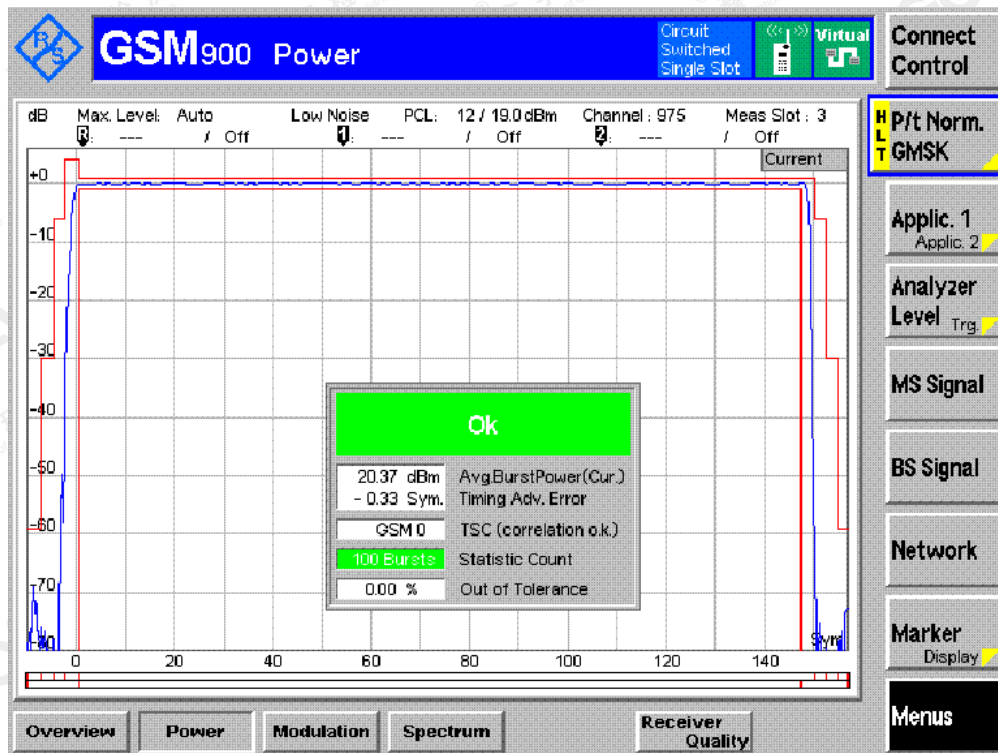 R&S
GSM900 Power
Circuit
Switched
Single Slot
Virtual
Connect
Control
dB Max. Level: Auto Low Noise PCL: 12 / 19.0 dBm Channel : 975 Meas Slot : 3
R: --- / Off 1: --- / Off 2: --- / Off
Current
HLT
P/t Norm.
GMSK
Applic. 1
Applic. 2
Analyzer
Level Trg.
MS Signal
BS Signal
Network
Marker
Display
Menus
+0
-10
-20
-30
-40
-50
-60
-70
-80
Ok
20.37 dBm Avg.BurstPower(Cur.)
- 0.33 Sym. Timing Adv. Error
GSM 0 TSC (correlation o.k.)
100 Bursts Statistic Count
0.00 % Out of Tolerance
Sym
0 20 40 60 80 100 120 140
Overview Power Modulation Spectrum Receiver
Quality